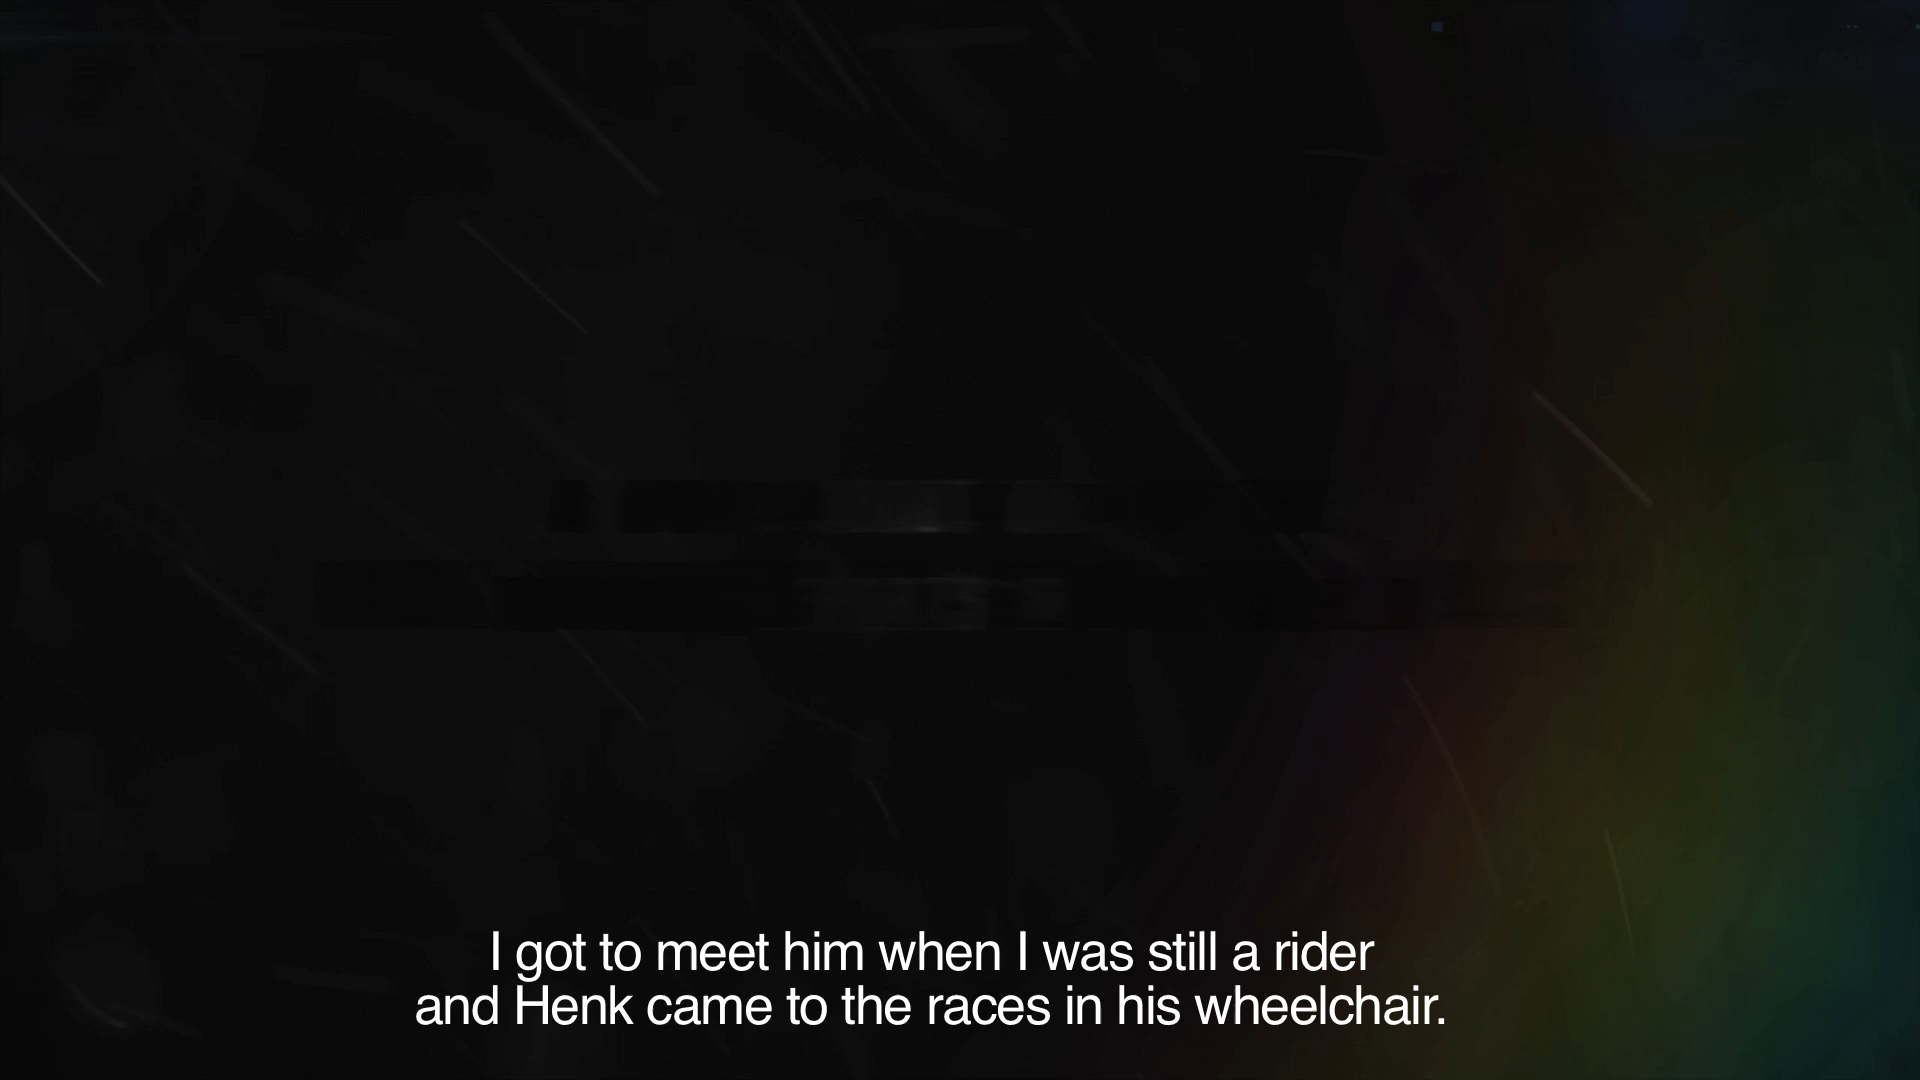 I got to meet him when I was still a rider
and Henk came to the races in his wheelchair.